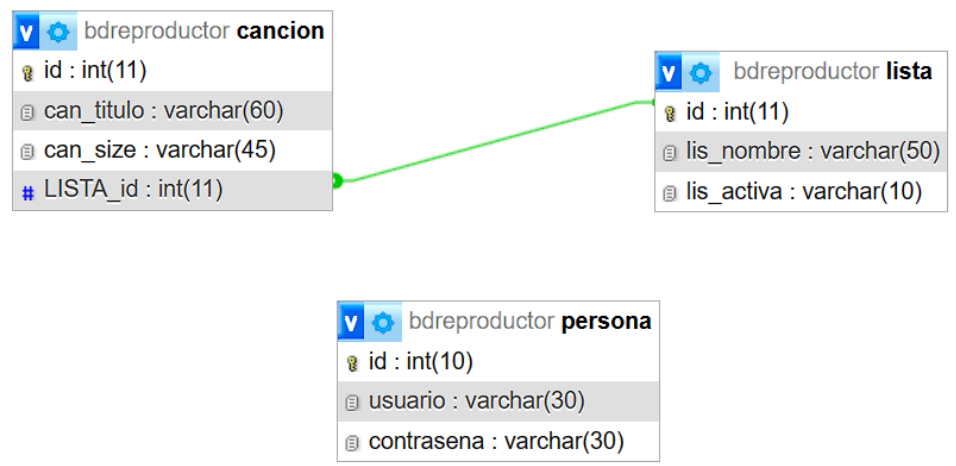 bdreproductor cancion
id : int(11)
can_titulo : varchar(60)
can_size : varchar(45)
# LISTA_id : int(11)
bdreproductor lista
id : int(11)
lis_nombre : varchar(50)
lis_activa : varchar(10)
bdreproductor persona
id : int(10)
usuario : varchar(30)
contrasena : varchar(30)